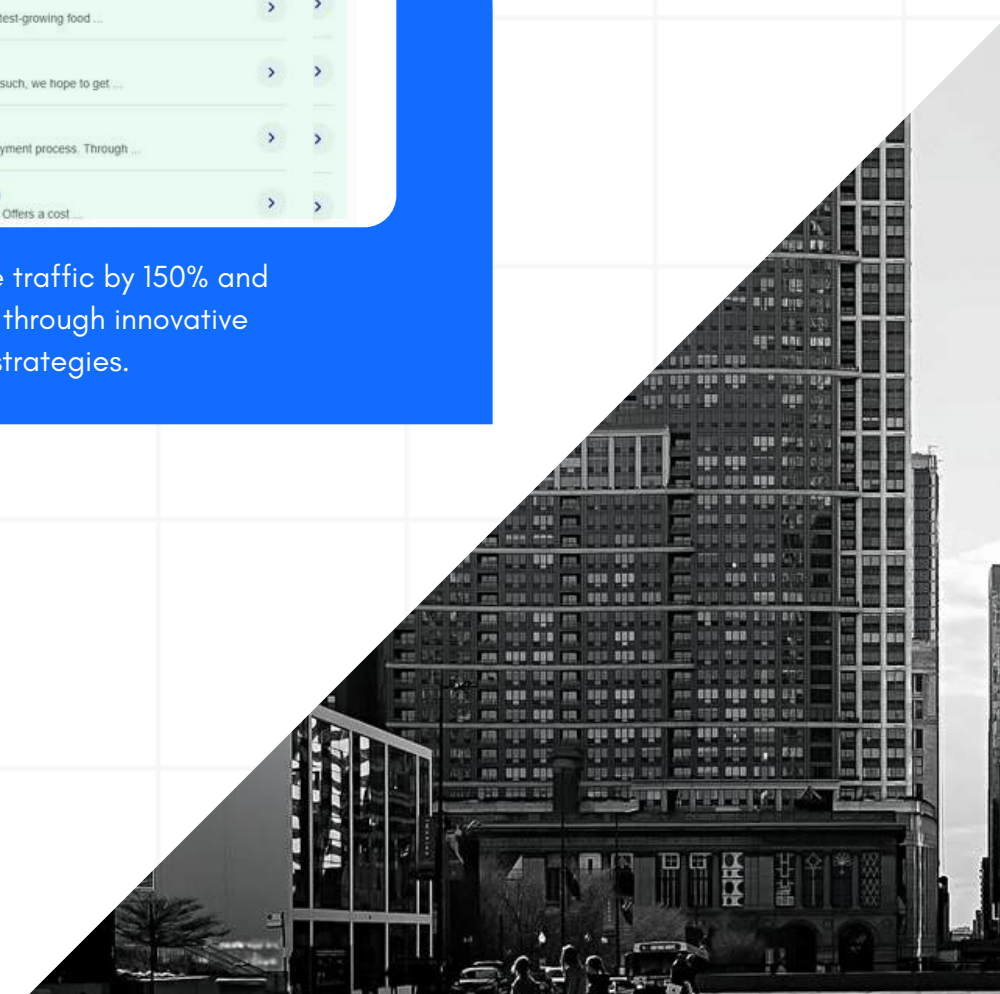 test-growing food ...
such, we hope to get ...
yment process. Through ...
Offers a cost ...
e traffic by 150% and
through innovative
strategies.